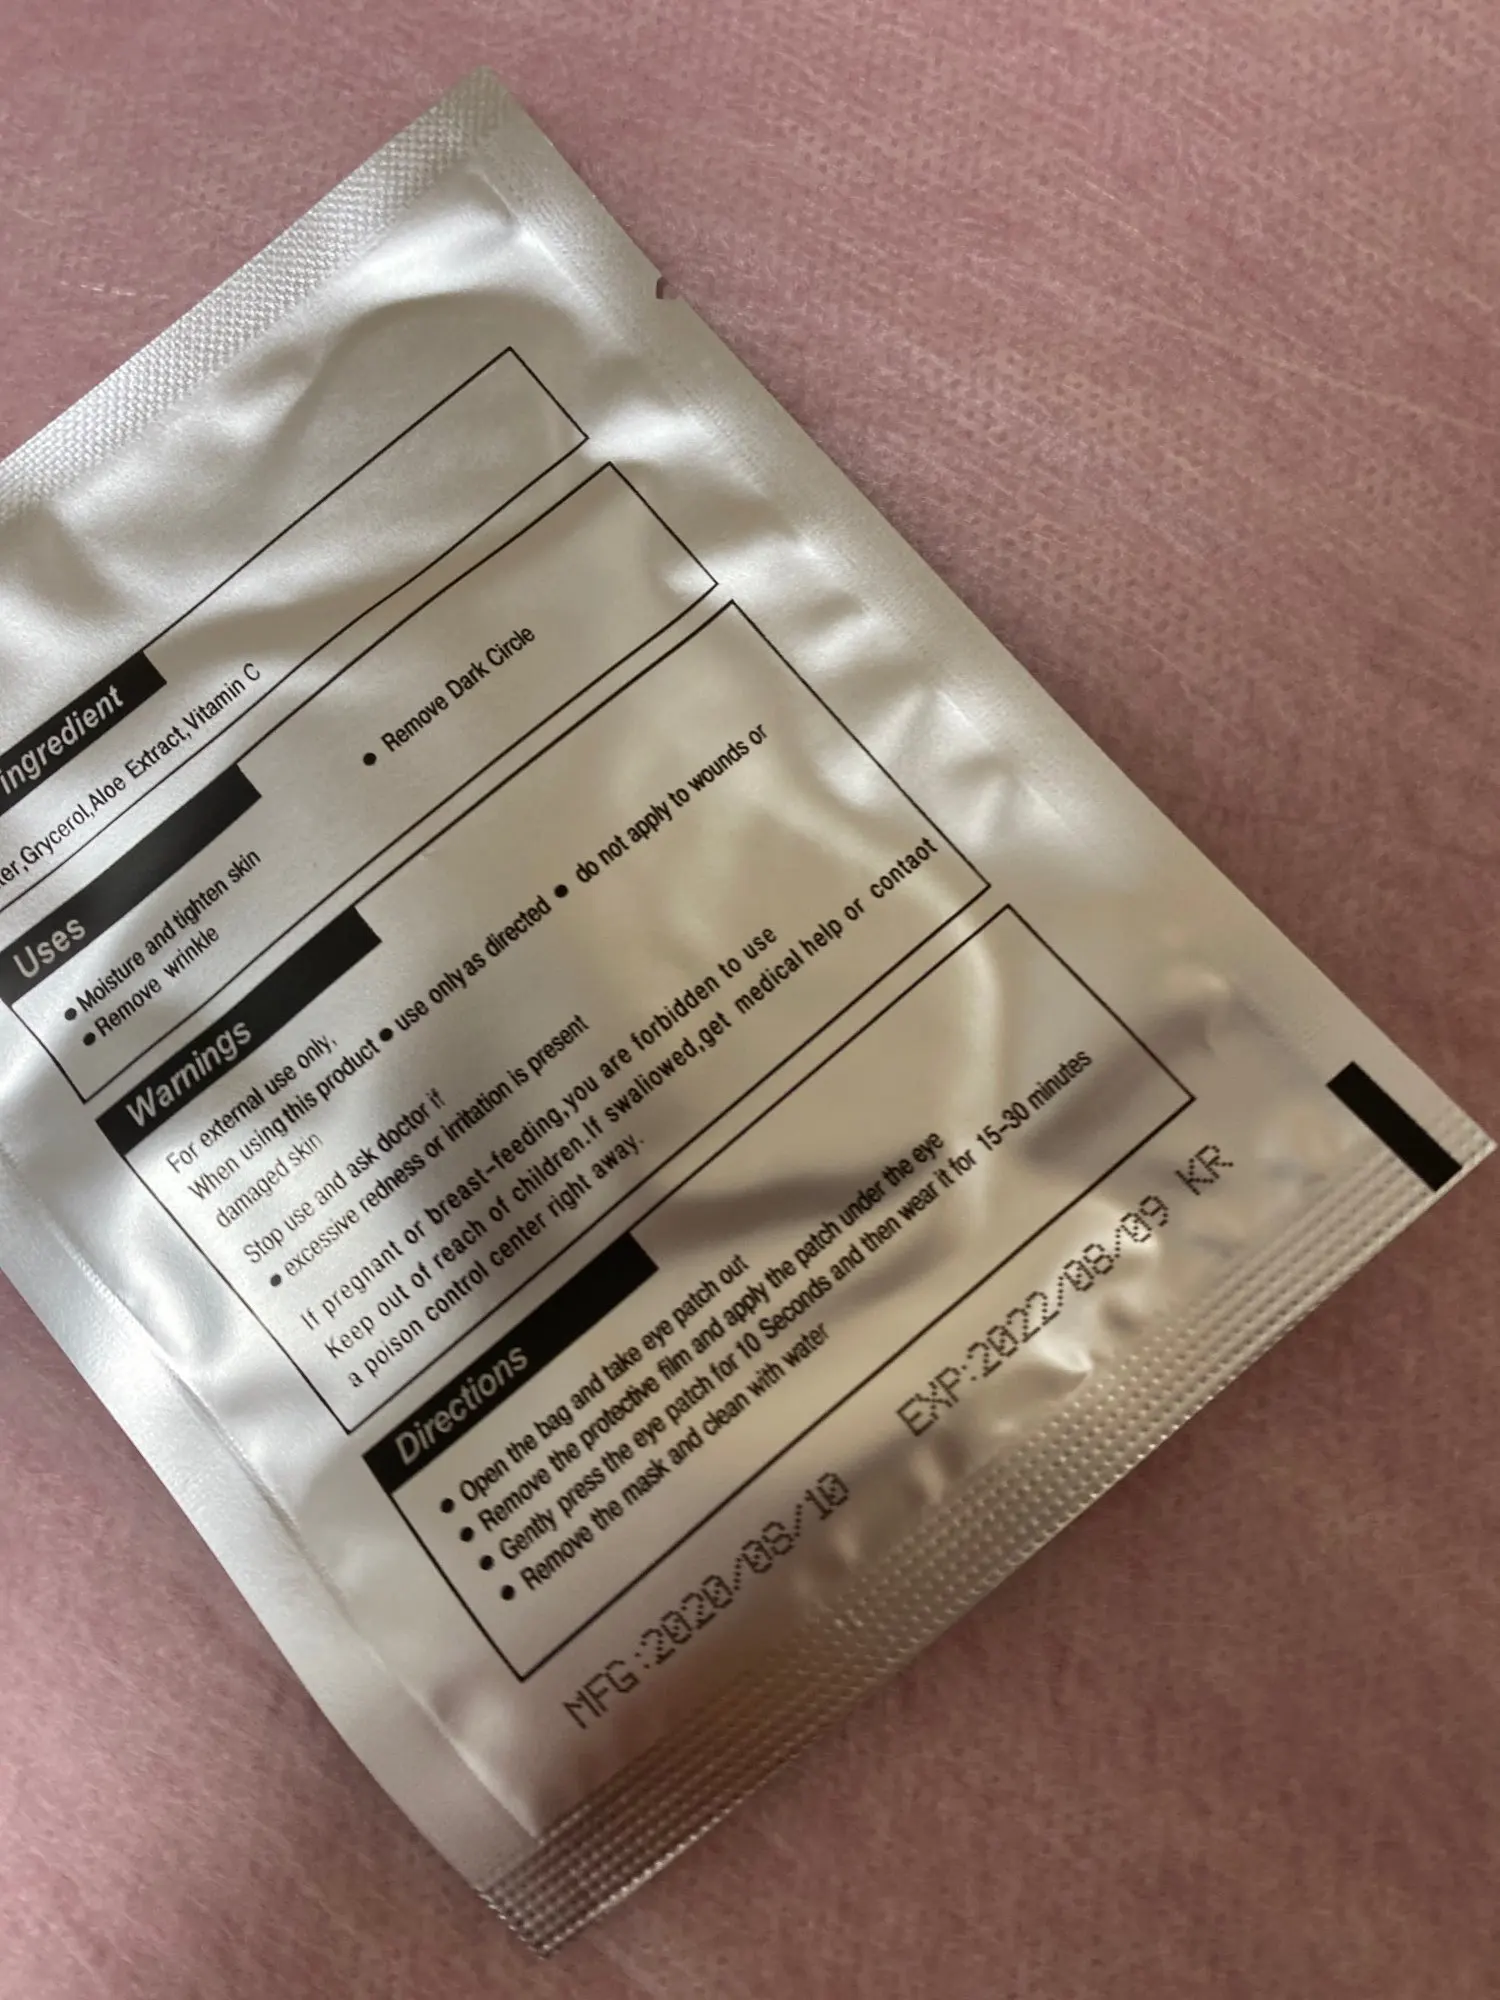 ingredient
,Grycerol,Aloe Extract,Vitamin C
Uses
● Moisture and tighten skin ● Remove Dark Circle
● Remove wrinkle
Warnings
For external use only,
When using this product ● use only as directed ● do not apply to wounds or
damaged skin
Stop use and ask doctor if
● excessive redness or irritation is present
If pregnant or breast-feeding,you are forbidden to use
Keep out of reach of children.If swallowed,get medical help or contaot
a poison control center right away.
Directions
● Open the bag and take eye patch out
● Remove the protective film and apply the patch under the eye
● Gently press the eye patch for 10 Seconds and then wear it for 15-30 minutes
● Remove the mask and clean with water
MFG:2020/08/10 EXP:2022/08/09 KR